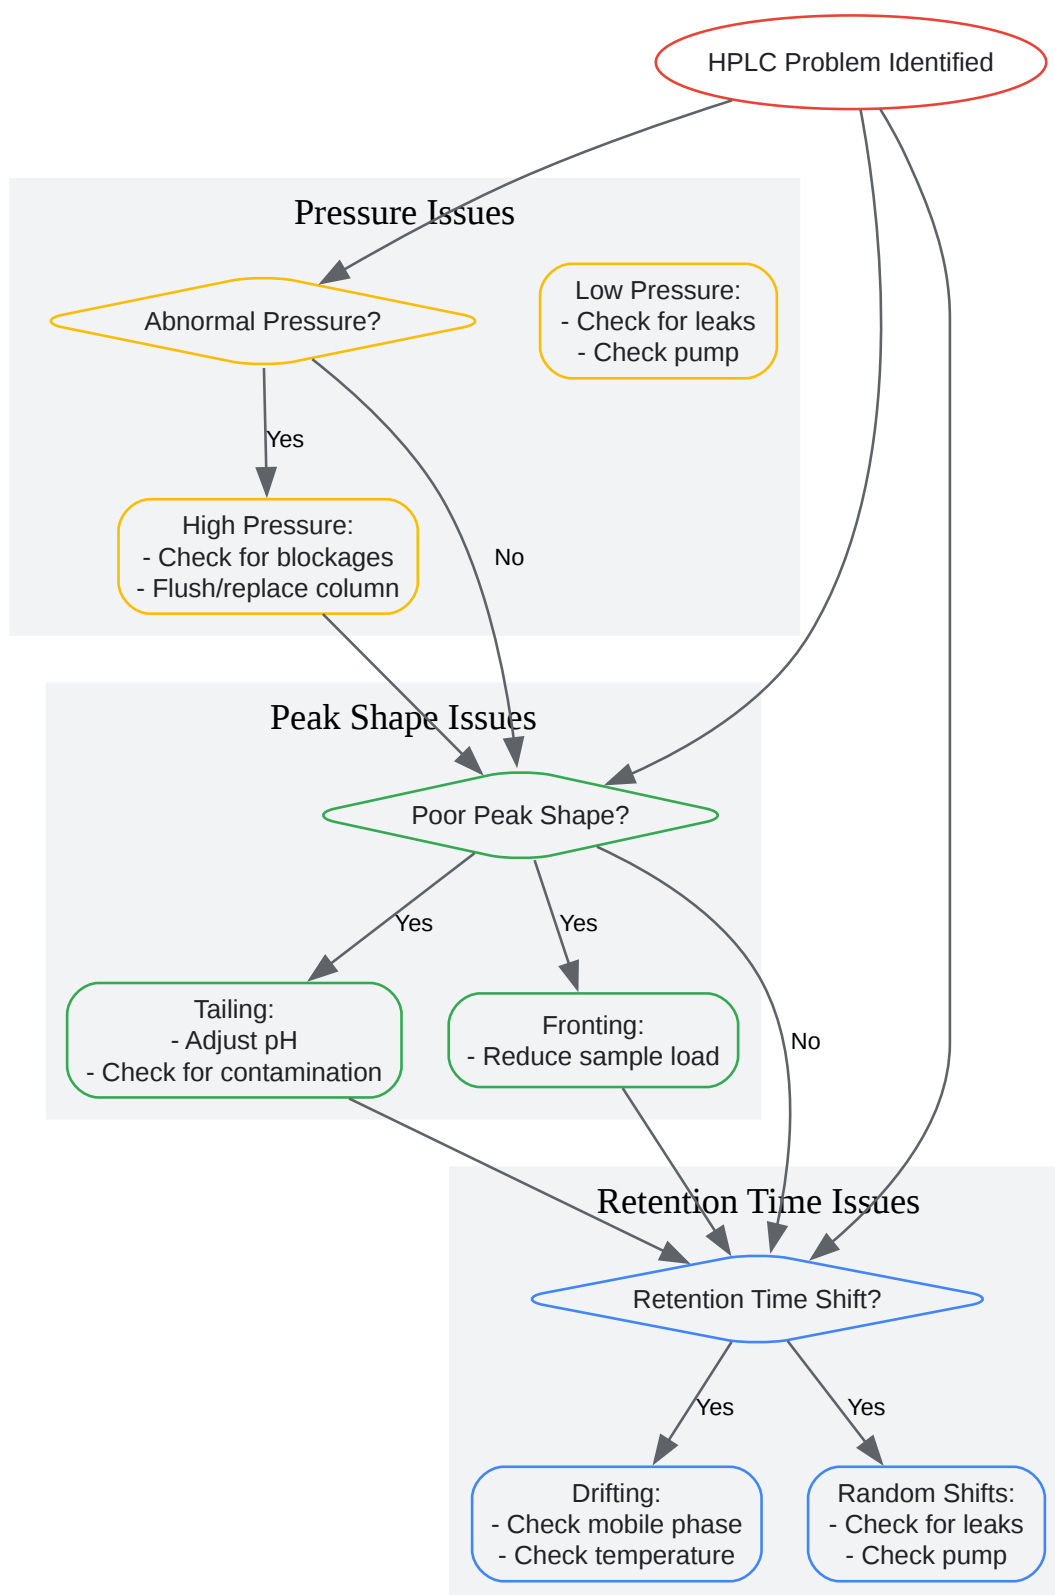 HPLC Problem Identified
Pressure Issues
Abnormal Pressure?
Low Pressure:
- Check for leaks
- Check pump
Yes
High Pressure:
- Check for blockages
- Flush/replace column
No
Peak Shape Issues
Poor Peak Shape?
Yes
Yes
Tailing:
- Adjust pH
- Check for contamination
Fronting:
- Reduce sample load
No
Retention Time Issues
Retention Time Shift?
Yes
Yes
Drifting:
- Check mobile phase
- Check temperature
Random Shifts:
- Check for leaks
- Check pump